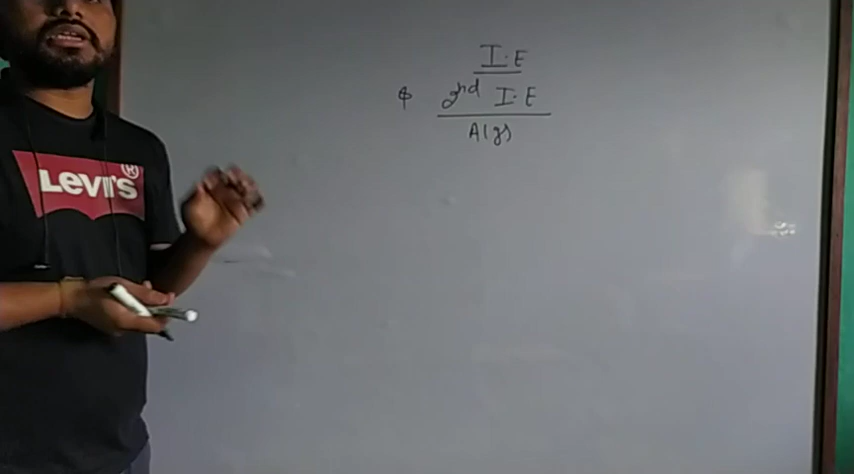 I.E
φ 2nd I.E
A(g)
Levi's
®